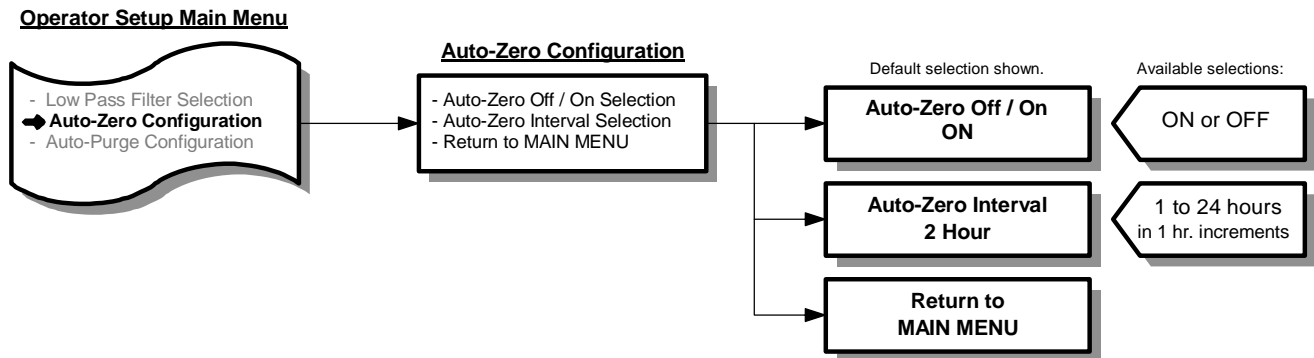 Operator Setup Main Menu
- Low Pass Filter Selection
Auto-Zero Configuration
- Auto-Purge Configuration
Auto-Zero Configuration
- Auto-Zero Off / On Selection
- Auto-Zero Interval Selection
- Return to MAIN MENU
Default selection shown.
Auto-Zero Off / On
ON
Available selections:
ON or OFF
Auto-Zero Interval
2 Hour
1 to 24 hours
in 1 hr. increments
Return to
MAIN MENU